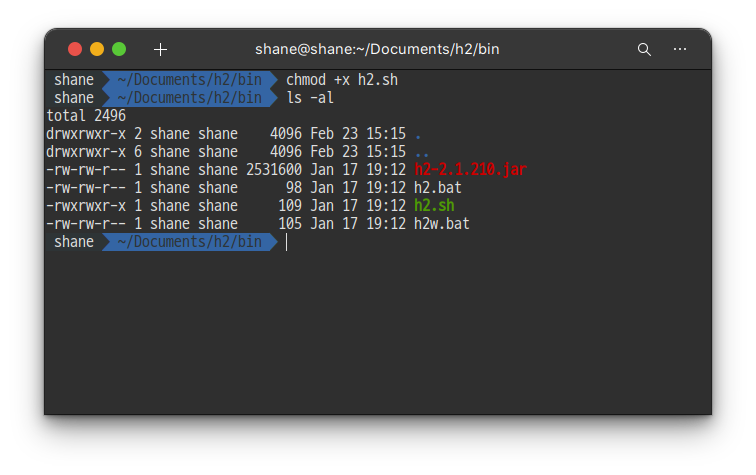 shane@shane:~/Documents/h2/bin
shane ~/Documents/h2/bin chmod +x h2.sh
shane ~/Documents/h2/bin ls -al
total 2496
drwxrwxr-x 2 shane shane 4096 Feb 23 15:15 .
drwxrwxr-x 6 shane shane 4096 Feb 23 15:15 ..
-rw-rw-r-- 1 shane shane 2531600 Jan 17 19:12 h2-2.1.210.jar
-rw-rw-r-- 1 shane shane 98 Jan 17 19:12 h2.bat
-rwxrwxr-x 1 shane shane 109 Jan 17 19:12 h2.sh
-rw-rw-r-- 1 shane shane 105 Jan 17 19:12 h2w.bat
shane ~/Documents/h2/bin